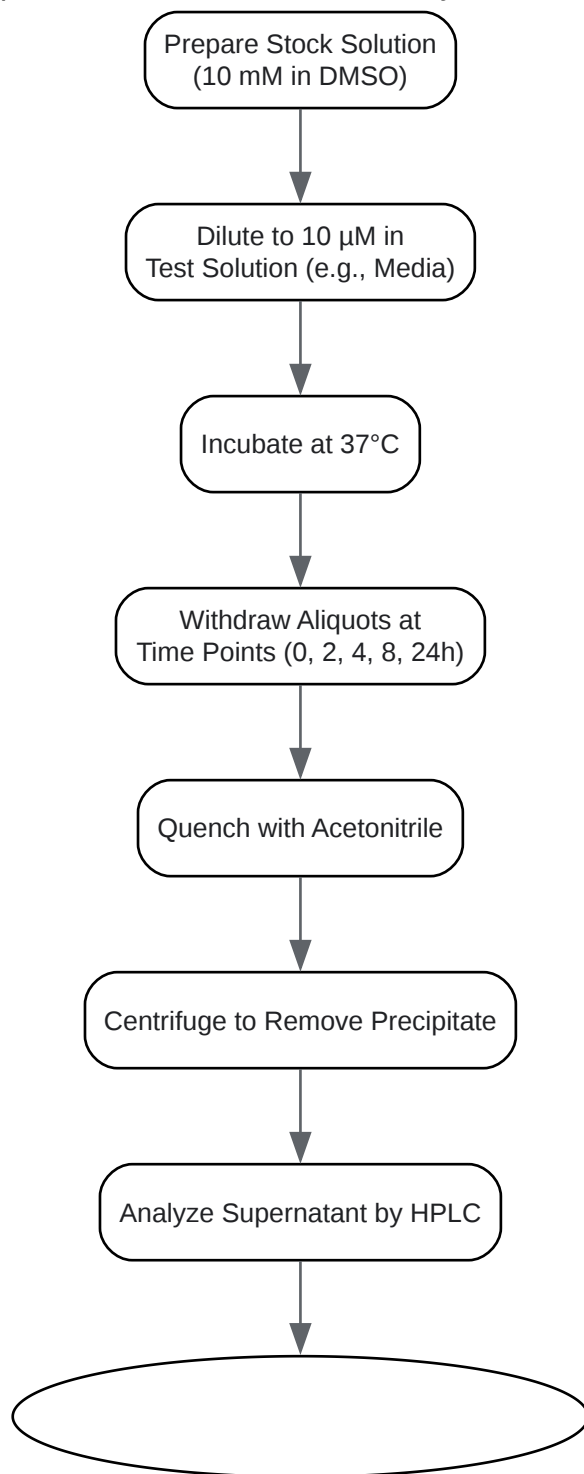 Prepare Stock Solution
(10 mM in DMSO)
Dilute to 10 µM in
Test Solution (e.g., Media)
Incubate at 37°C
Withdraw Aliquots at
Time Points (0, 2, 4, 8, 24h)
Quench with Acetonitrile
Centrifuge to Remove Precipitate
Analyze Supernatant by HPLC